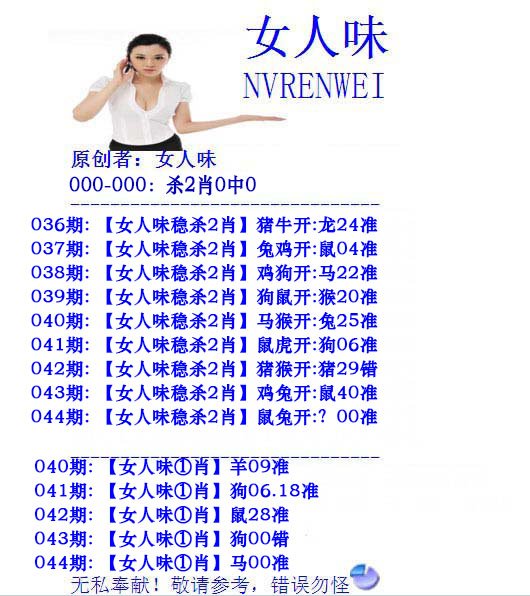 女人味
NVRENWEI
原创者：女人味
000-000: 杀2肖0中0
-------------------------------
036期:【女人味稳杀2肖】猪牛开:龙24准
037期:【女人味稳杀2肖】兔鸡开:鼠04准
038期:【女人味稳杀2肖】鸡狗开:马22准
039期:【女人味稳杀2肖】狗鼠开:猴20准
040期:【女人味稳杀2肖】马猴开:兔25准
041期:【女人味稳杀2肖】鼠虎开:狗06准
042期:【女人味稳杀2肖】猪猴开:猪29错
043期:【女人味稳杀2肖】鸡兔开:鼠40准
044期:【女人味稳杀2肖】鼠兔开:？00准
-------------------------------
040期:【女人味①肖】羊09准
041期:【女人味①肖】狗06.18准
042期:【女人味①肖】鼠28准
043期:【女人味①肖】狗00错
044期:【女人味①肖】马00准
无私奉献！敬请参考，错误勿怪